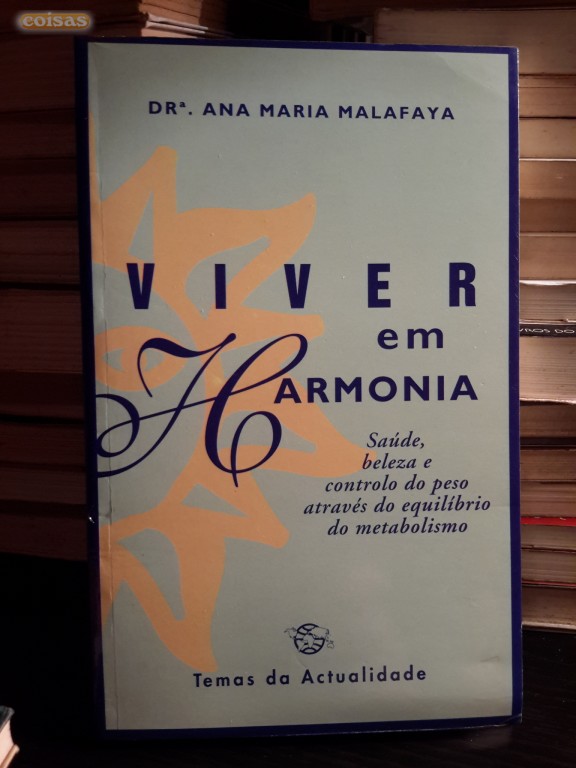 coisas
DRª. ANA MARIA MALAFAYA
VIVER
em
HARMONIA
Saúde,
beleza e
controlo do peso
através do equilíbrio
do metabolismo
Temas da Actualidade